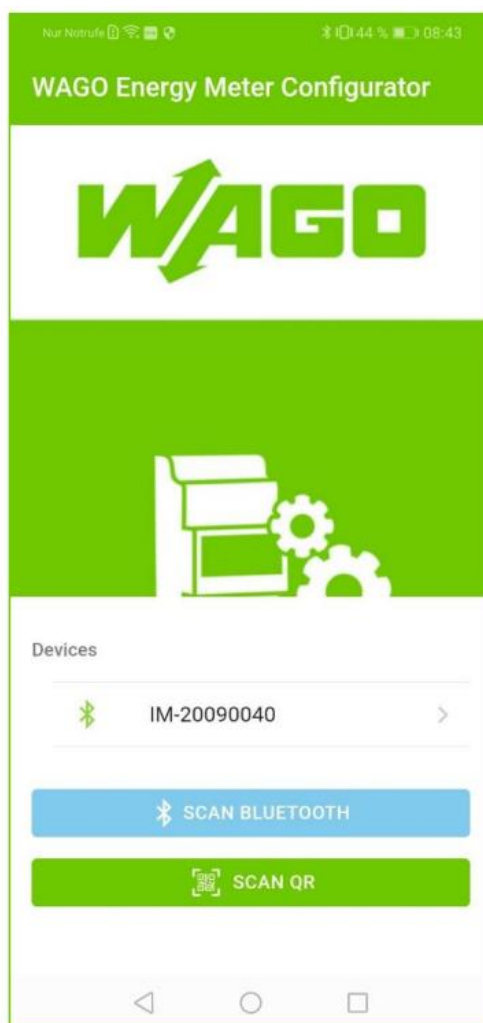 Nur Notrufe 44 % 08:43
WAGO Energy Meter Configurator
WAGO
Devices
IM-20090040
SCAN BLUETOOTH
SCAN QR